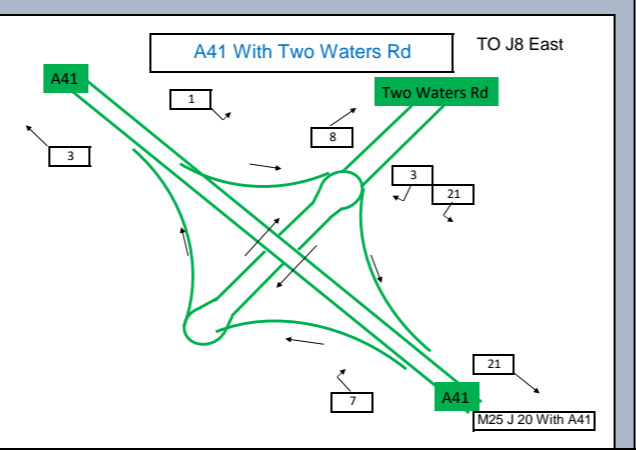 A41 With Two Waters Rd
TO J8 East
A41
Two Waters Rd
1
8
3
3
21
21
7
A41
M25 J 20 With A41